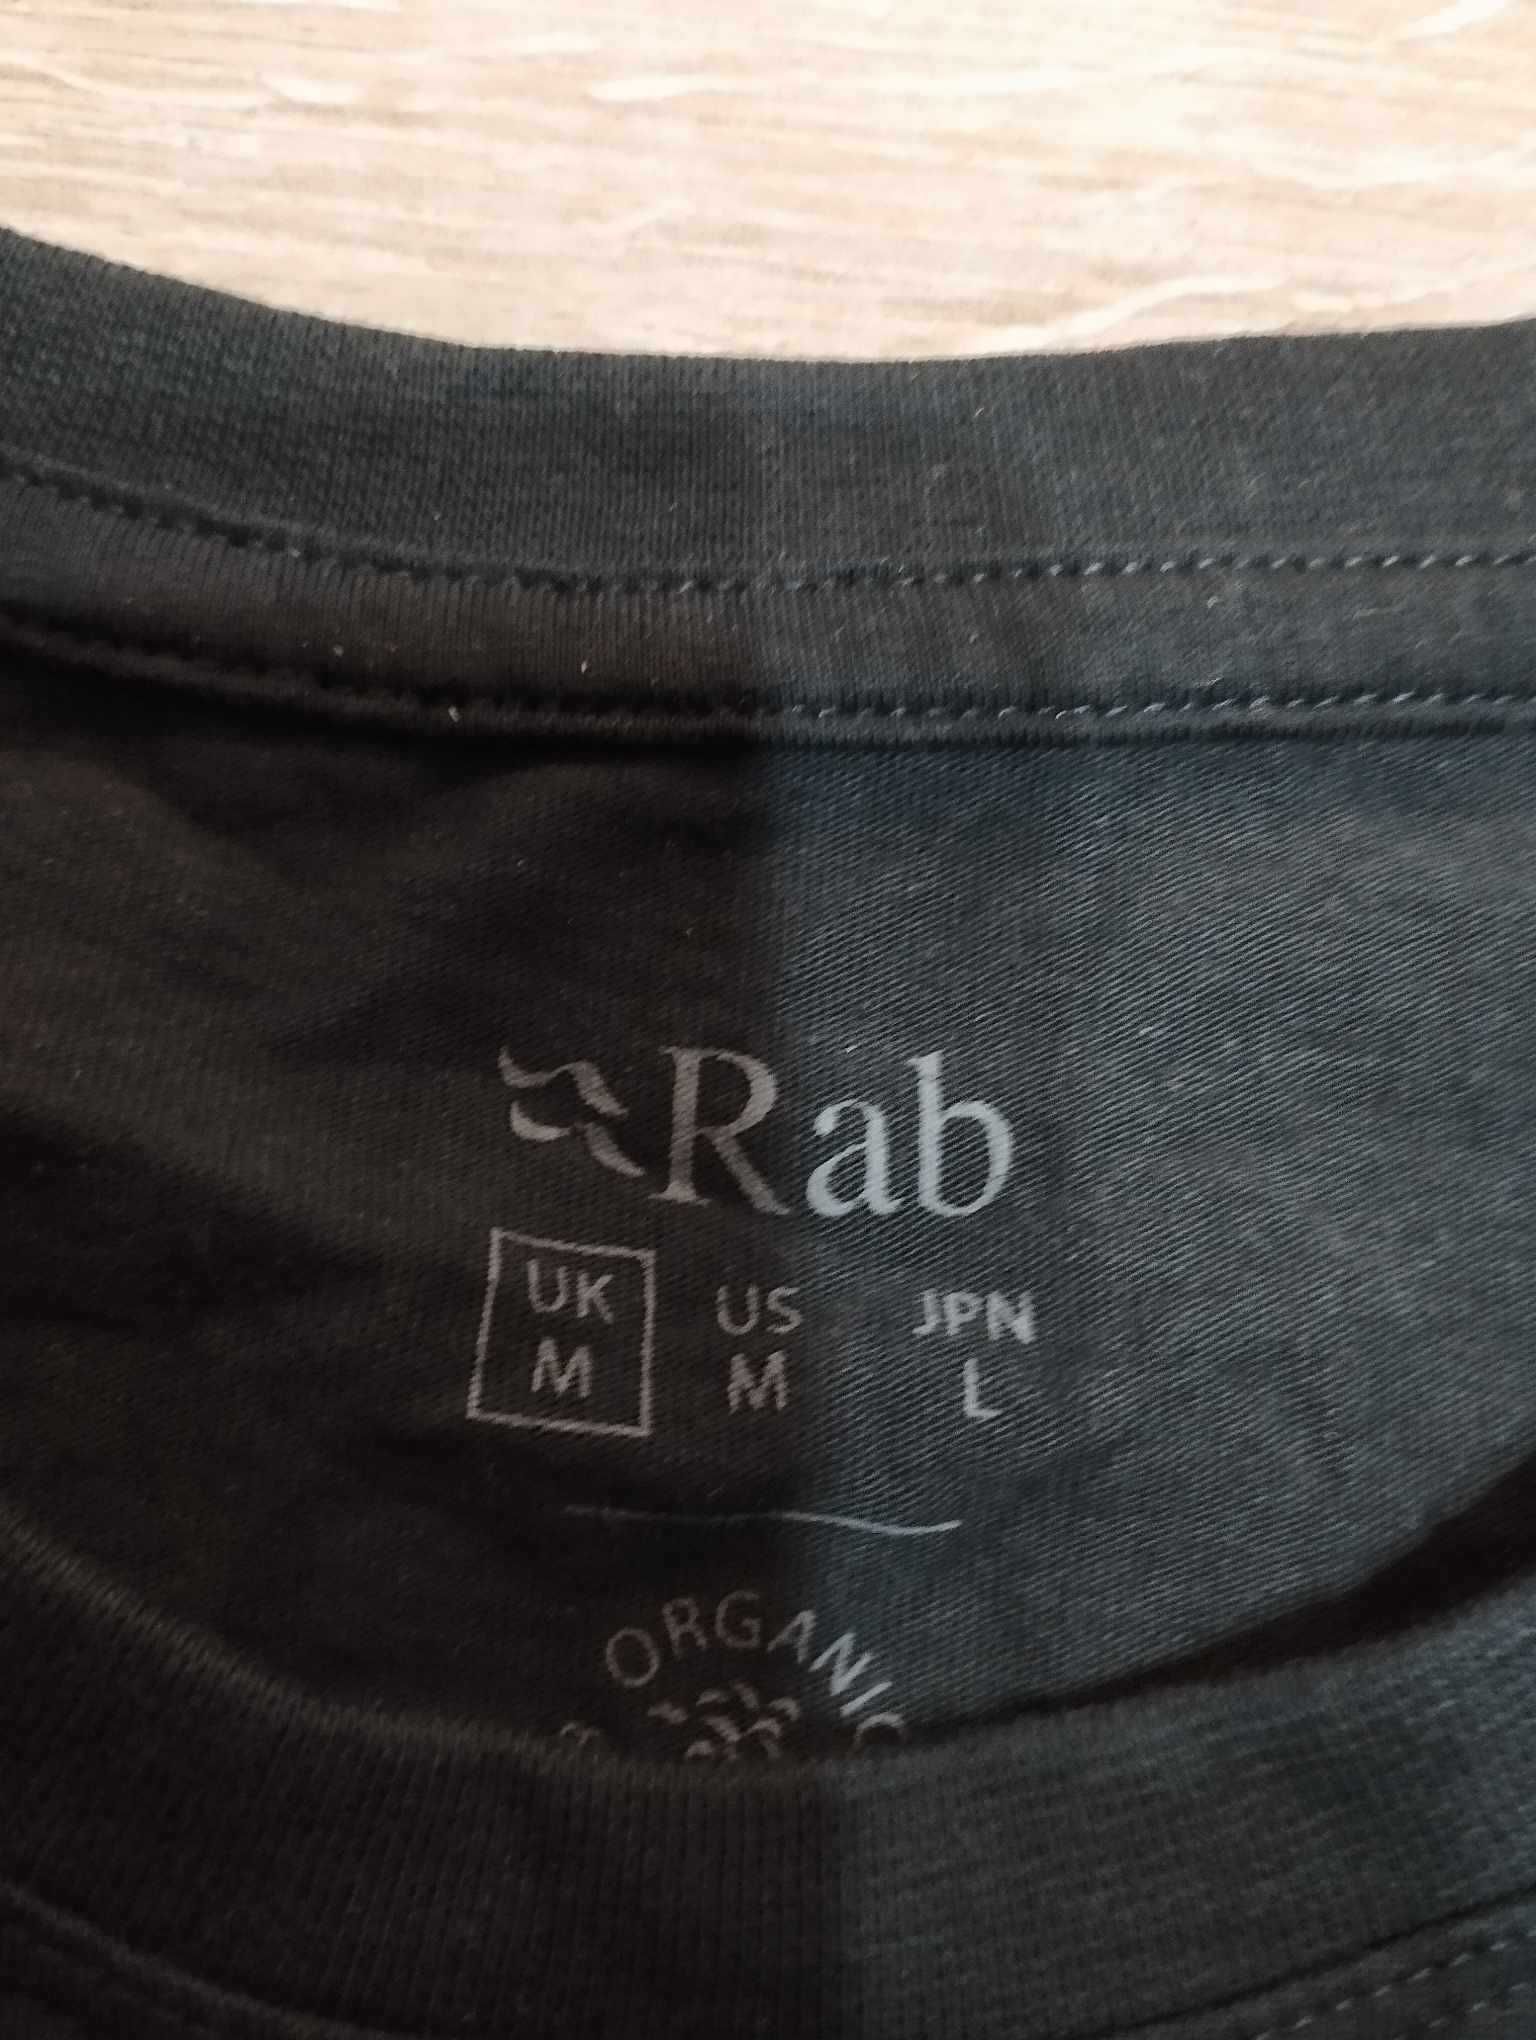 Rab
UK US JPN
M M L
ORGANIC